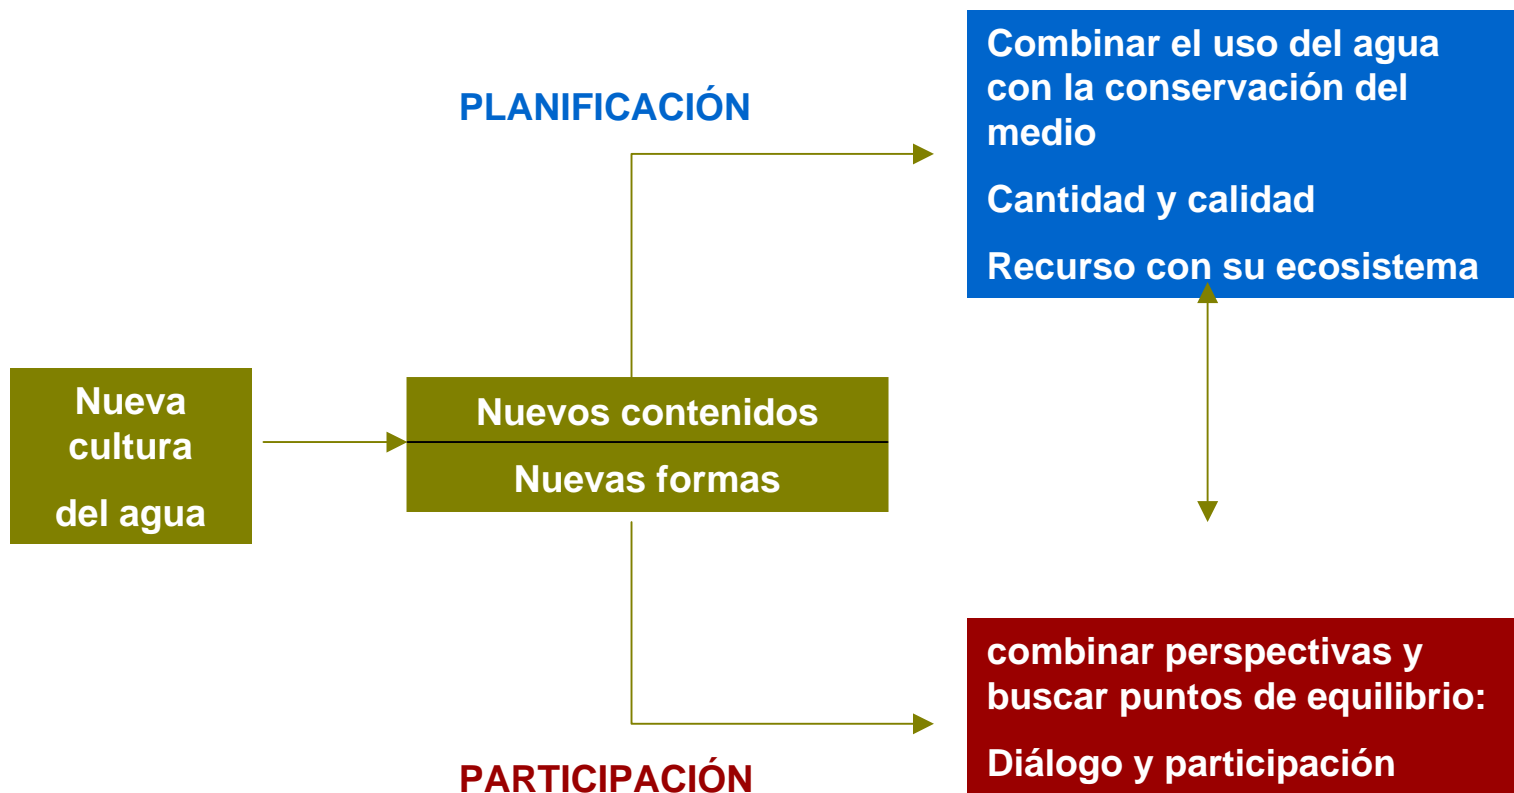 PLANIFICACIÓN
Combinar el uso del agua
con la conservación del
medio
Cantidad y calidad
Recurso con su ecosistema
Nueva
cultura
del agua
Nuevos contenidos
Nuevas formas
combinar perspectivas y
buscar puntos de equilibrio:
Diálogo y participación
PARTICIPACIÓN